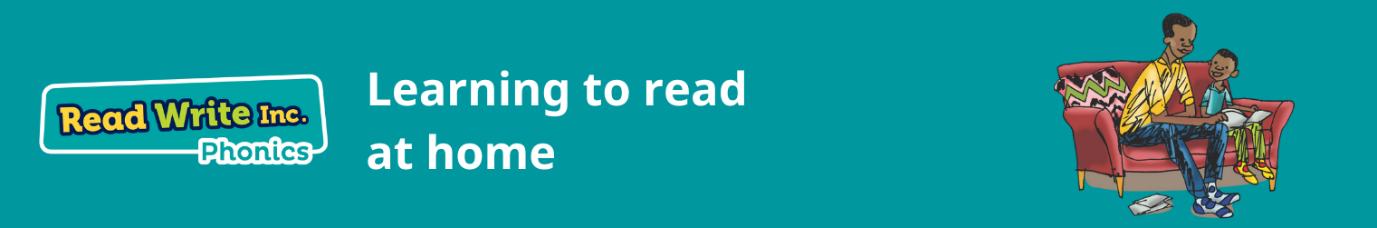 Read Write Inc.
Phonics
Learning to read
at home